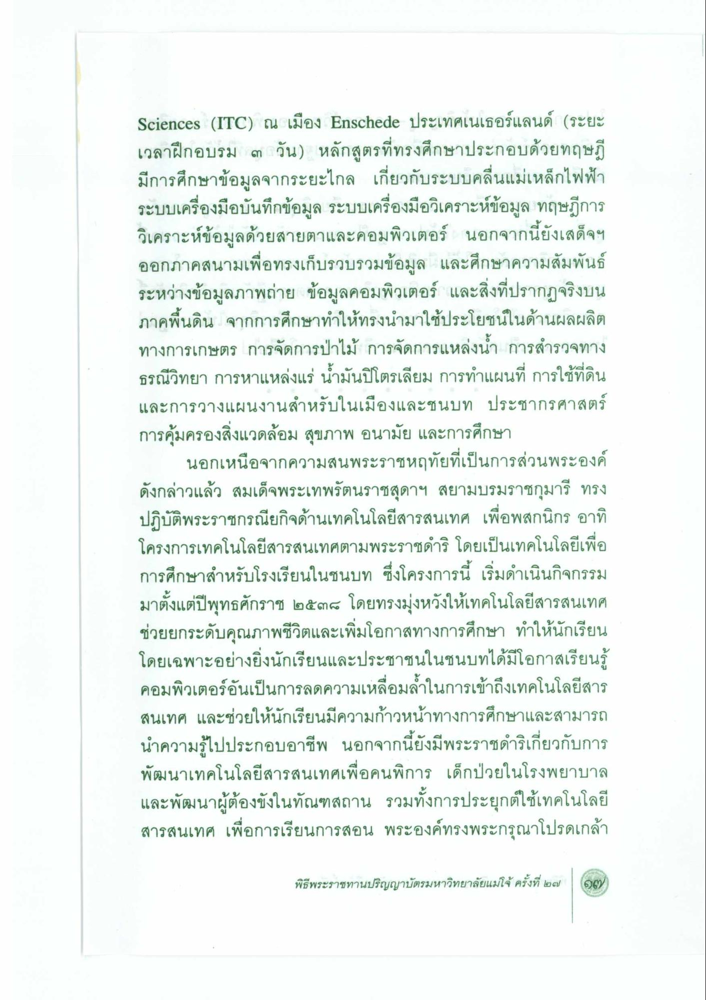 Sciences (ITC) ณ เมือง Enschede ประเทศเนเธอร์แลนด์ (ระยะ
เวลาฝึกอบรม ๓ วัน) หลักสูตรที่ทรงศึกษาประกอบด้วยทฤษฎี
มีการศึกษาข้อมูลจากระยะไกล เกี่ยวกับระบบคลื่นแม่เหล็กไฟฟ้า
ระบบเครื่องมือบันทึกข้อมูล ระบบเครื่องมือวิเคราะห์ข้อมูล ทฤษฎีการ
วิเคราะห์ข้อมูลด้วยสายตาและคอมพิวเตอร์ นอกจากนี้ยังเสด็จฯ
ออกภาคสนามเพื่อทรงเก็บรวบรวมข้อมูล และศึกษาความสัมพันธ์
ระหว่างข้อมูลภาพถ่าย ข้อมูลคอมพิวเตอร์ และสิ่งที่ปรากฏจริงบน
ภาคพื้นดิน จากการศึกษาทำให้ทรงนำมาใช้ประโยชน์ในด้านผลผลิต
ทางการเกษตร การจัดการป่าไม้ การจัดการแหล่งน้ำ การสำรวจทาง
ธรณีวิทยา การหาแหล่งแร่ น้ำมันปิโตรเลียม การทำแผนที่ การใช้ที่ดิน
และการวางแผนงานสำหรับในเมืองและชนบท ประชากรศาสตร์
การคุ้มครองสิ่งแวดล้อม สุขภาพ อนามัย และการศึกษา
นอกเหนือจากความสนพระราชหฤทัยที่เป็นการส่วนพระองค์
ดังกล่าวแล้ว สมเด็จพระเทพรัตนราชสุดาฯ สยามบรมราชกุมารี ทรง
ปฏิบัติพระราชกรณียกิจด้านเทคโนโลยีสารสนเทศ เพื่อพสกนิกร อาทิ
โครงการเทคโนโลยีสารสนเทศตามพระราชดำริ โดยเป็นเทคโนโลยีเพื่อ
การศึกษาสำหรับโรงเรียนในชนบท ซึ่งโครงการนี้ เริ่มดำเนินกิจกรรม
มาตั้งแต่ปีพุทธศักราช ๒๕๓๘ โดยทรงมุ่งหวังให้เทคโนโลยีสารสนเทศ
ช่วยยกระดับคุณภาพชีวิตและเพิ่มโอกาสทางการศึกษา ทำให้นักเรียน
โดยเฉพาะอย่างยิ่งนักเรียนและประชาชนในชนบทได้มีโอกาสเรียนรู้
คอมพิวเตอร์อันเป็นการลดความเหลื่อมล้ำในการเข้าถึงเทคโนโลยีสาร
สนเทศ และช่วยให้นักเรียนมีความก้าวหน้าทางการศึกษาและสามารถ
นำความรู้ไปประกอบอาชีพ นอกจากนี้ยังมีพระราชดำริเกี่ยวกับการ
พัฒนาเทคโนโลยีสารสนเทศเพื่อคนพิการ เด็กป่วยในโรงพยาบาล
และพัฒนาผู้ต้องขังในทัณฑสถาน รวมทั้งการประยุกต์ใช้เทคโนโลยี
สารสนเทศ เพื่อการเรียนการสอน พระองค์ทรงพระกรุณาโปรดเกล้า
พิธีพระราชทานปริญญาบัตรมหาวิทยาลัยแม่โจ้ ครั้งที่ ๒๗
๑๗